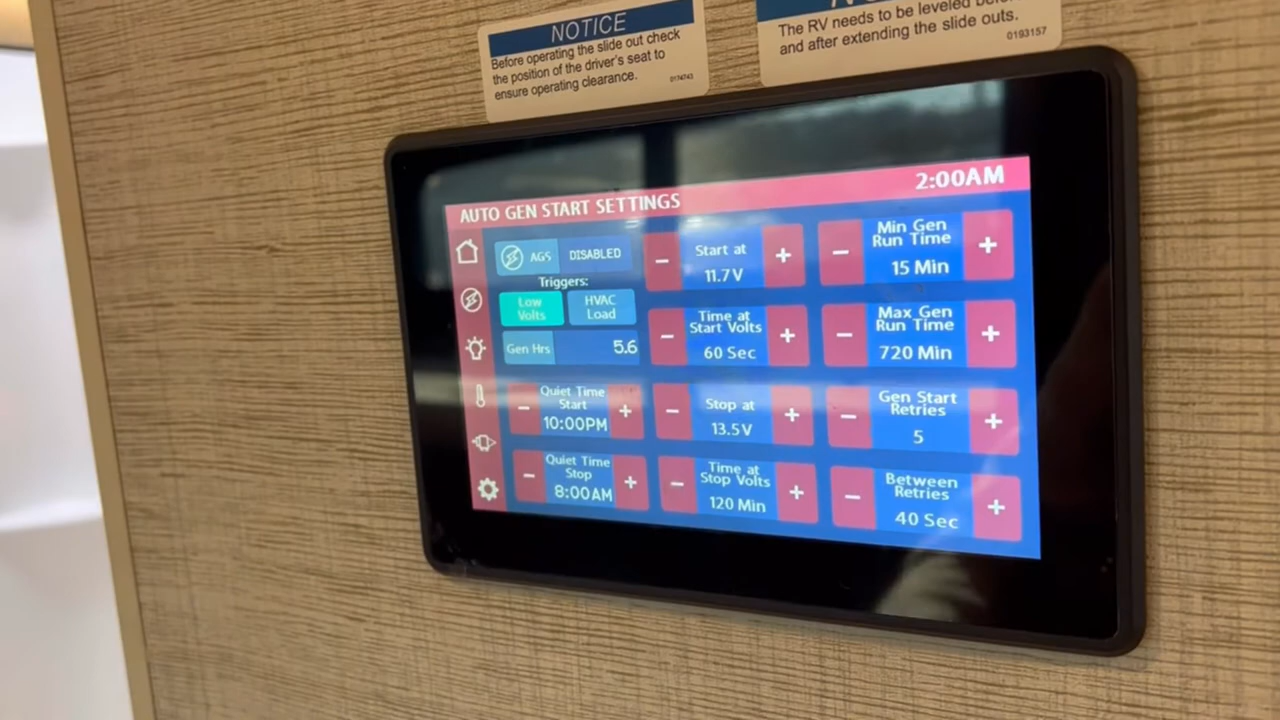 NOTICE
Before operating the slide out check
the position of the driver's seat to
ensure operating clearance.
0174743
The RV needs to be leveled
and after extending the slide outs.
0193157
2:00AM
AUTO GEN START SETTINGS
AGS DISABLED
Triggers:
Low
Volts
HVAC
Load
Gen Hrs 5.6
Quiet Time
Start
10:00PM
Quiet Time
Stop
8:00AM
Start at
11.7V
Time at
Start Volts
60 Sec
Stop at
13.5V
Time at
Stop Volts
120 Min
Min Gen
Run Time
15 Min
Max Gen
Run Time
720 Min
Gen Start
Retries
5
Between
Retries
40 Sec